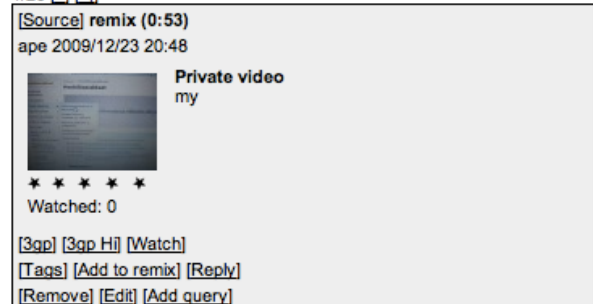 [Source] remix (0:53)
ape 2009/12/23 20:48
Private video
my
★ ★ ★ ★ ★
Watched: 0
[3gp] [3gp Hi] [Watch]
[Tags] [Add to remix] [Reply]
[Remove] [Edit] [Add query]